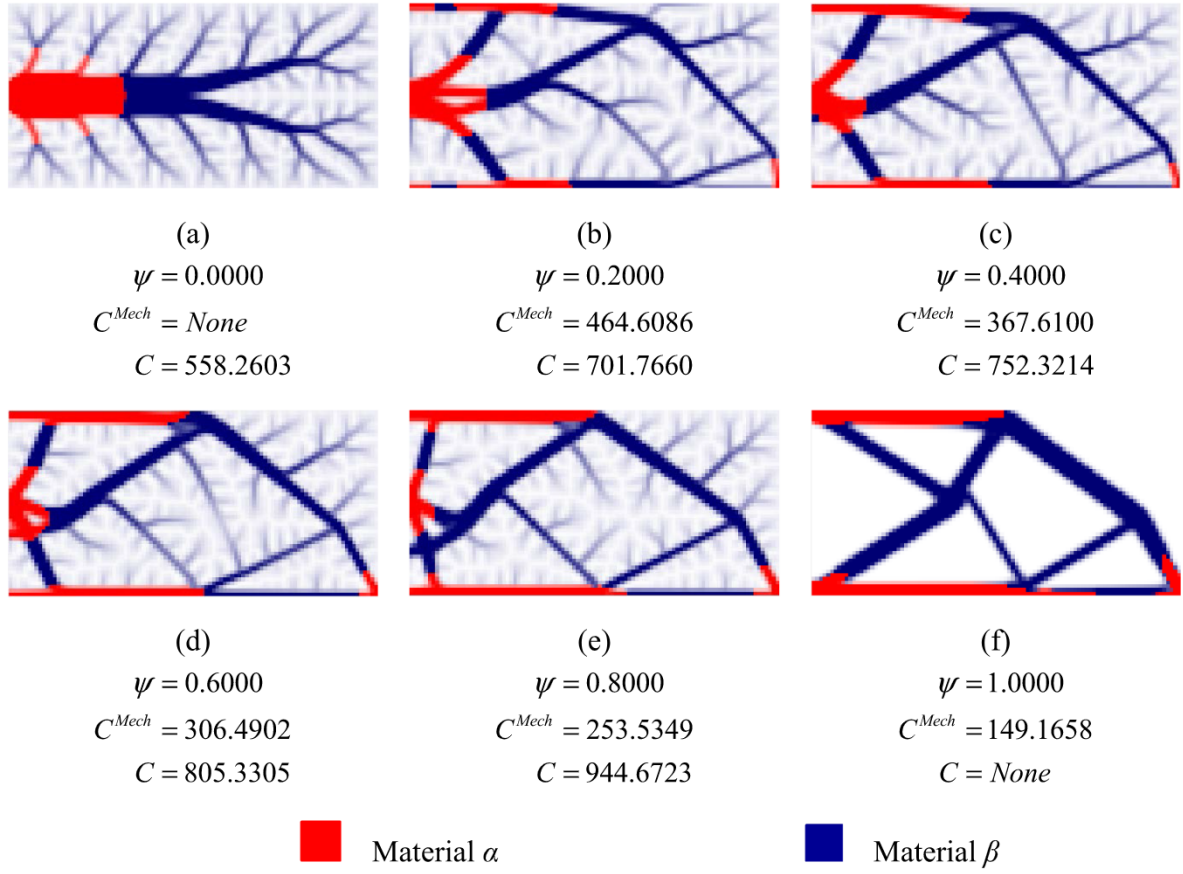 (a) (b) (c)
ψ = 0.0000 ψ = 0.2000 ψ = 0.4000
C^Mech = None C^Mech = 464.6086 C^Mech = 367.6100
C = 558.2603 C = 701.7660 C = 752.3214
(d) (e) (f)
ψ = 0.6000 ψ = 0.8000 ψ = 1.0000
C^Mech = 306.4902 C^Mech = 253.5349 C^Mech = 149.1658
C = 805.3305 C = 944.6723 C = None
Material α Material β